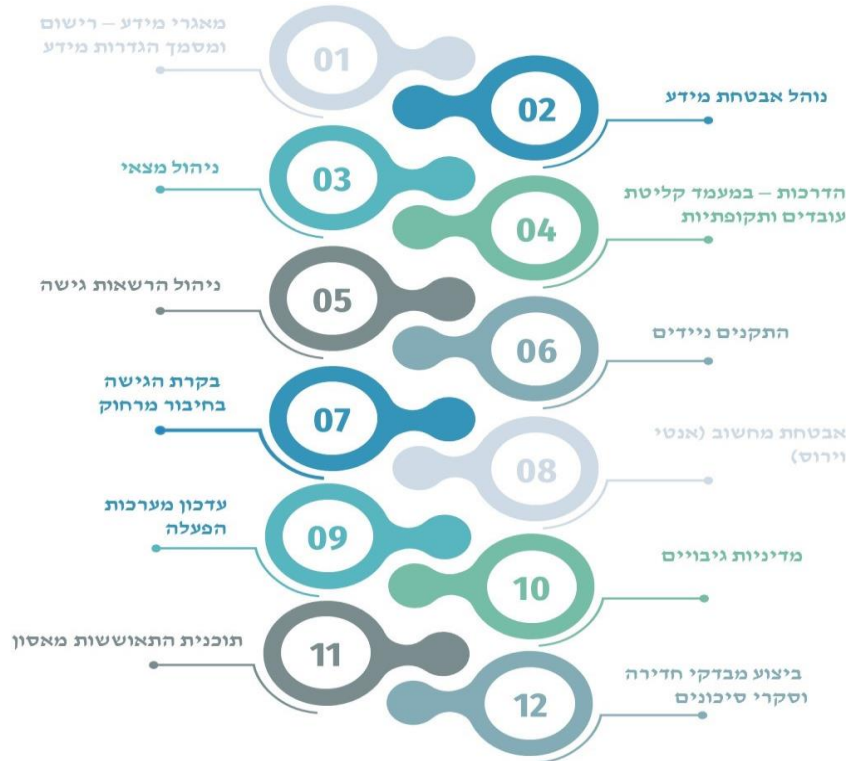 01
מאגרי מידע – רישום
ומסמך הגדרות מידע
02
נוהל אבטחת מידע
03
ניהול מצאי
04
הדרכות – במעמד קליטת
עובדים ותקופתיות
05
ניהול הרשאות גישה
06
התקנים ניידים
07
בקרת הגישה
בחיבור מרחוק
08
אבטחת מחשוב (אנטי
וירוס)
09
עדכון מערכות
הפעלה
10
מדיניות גיבויים
11
תוכנית התאוששות מאסון
12
ביצוע מבדקי חדירה
וסקרי סיכונים